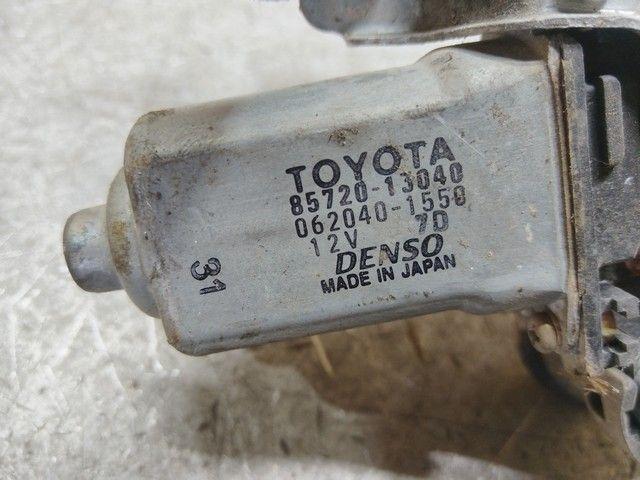 TOYOTA
85720-13040
062040-1550
12V 7D
DENSO
MADE IN JAPAN
31